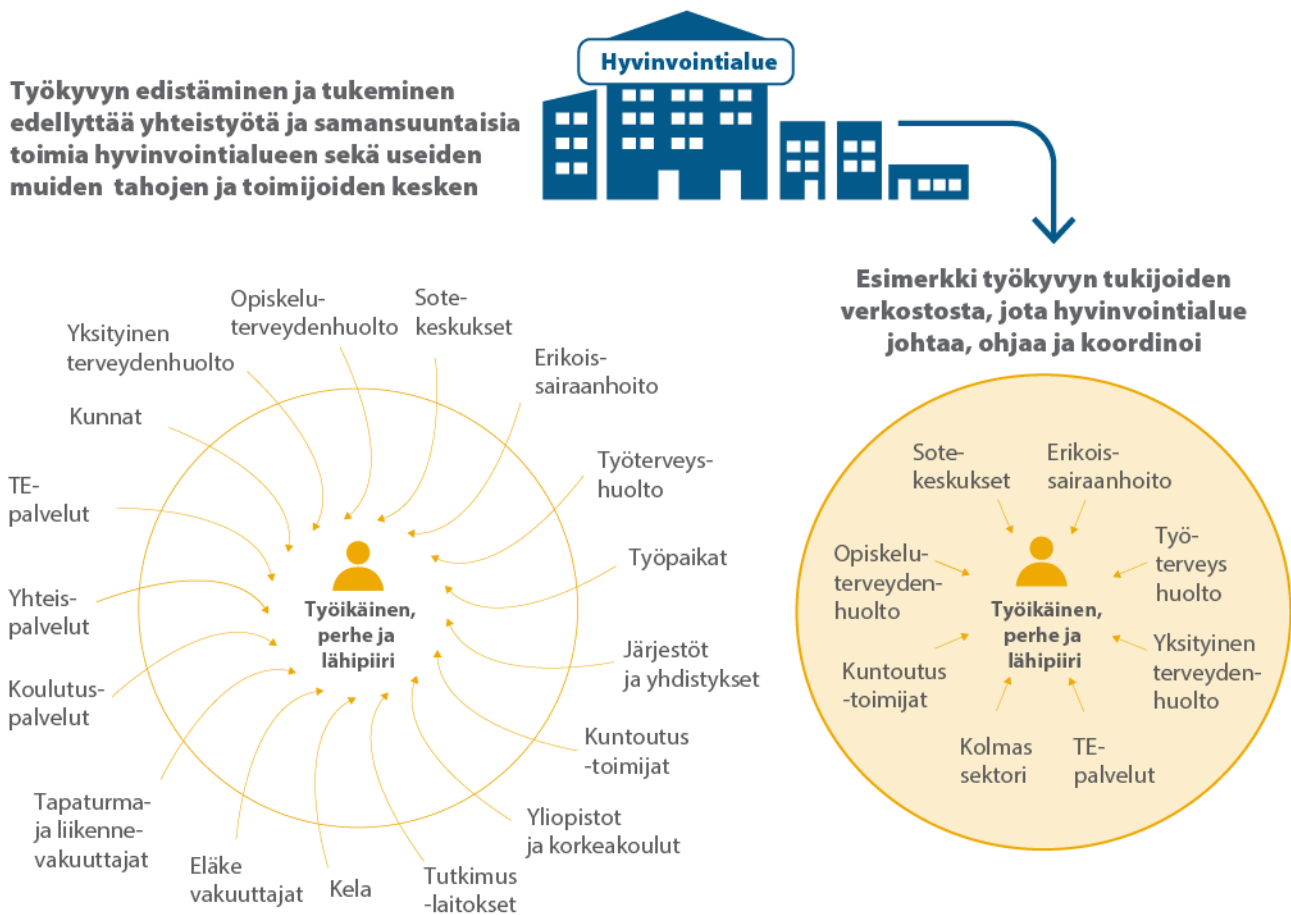 Hyvinvointialue
Työkyvyn edistäminen ja tukeminen
edellyttää yhteistyötä ja samansuuntaisia
toimia hyvinvointialueen sekä useiden
muiden tahojen ja toimijoiden kesken
Opiskelu-
terveydenhuolto
Sote-
keskukset
Yksityinen
terveydenhuolto
Erikois-
sairaanhoito
Kunnat
Työterveys-
huolto
TE-
palvelut
Työpaikat
Yhteis-
palvelut
Työikäinen,
perhe ja
lähipiiri
Järjestöt
ja yhdistykset
Koulutus-
palvelut
Kuntoutus
-toimijat
Tapaturma-
ja liikenne-
vakuuttajat
Yliopistot
ja korkeakoulut
Eläke
vakuuttajat
Kela
Tutkimus
-laitokset
Esimerkki työkyvyn tukijoiden
verkostosta, jota hyvinvointialue
johtaa, ohjaa ja koordinoi
Sote-
keskukset
Erikois-
sairaanhoito
Opiskelu-
terveyden-
huolto
Työ-
terveys
huolto
Työikäinen,
perhe ja
lähipiiri
Kuntoutus
-toimijat
Yksityinen
terveyden-
huolto
Kolmas
sektori
TE-
palvelut